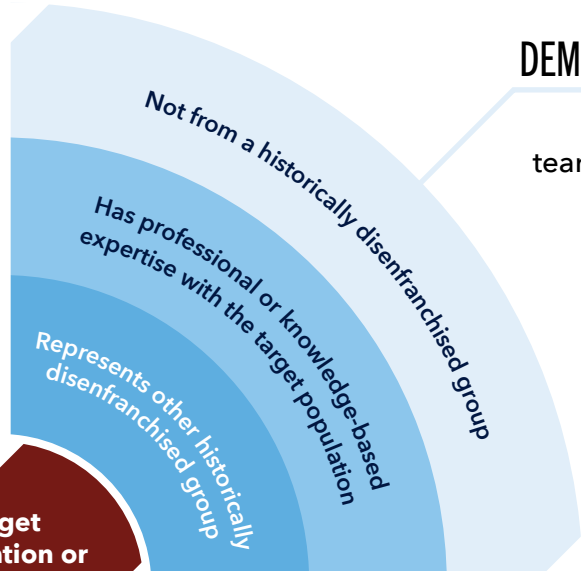 DEM
tear
Not from a historically disenfranchised group
Has professional or knowledge-based
expertise with the target population
Represents other historically
disenfranchised group
get
ation or